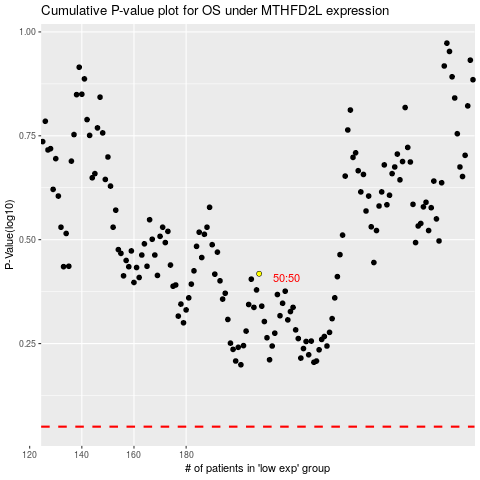 Cumulative P-value plot for OS under MTHFD2L expression
P-Value(log10)
1.00
0.75
0.50
0.25
50:50
120 140 160 180
# of patients in 'low exp' group